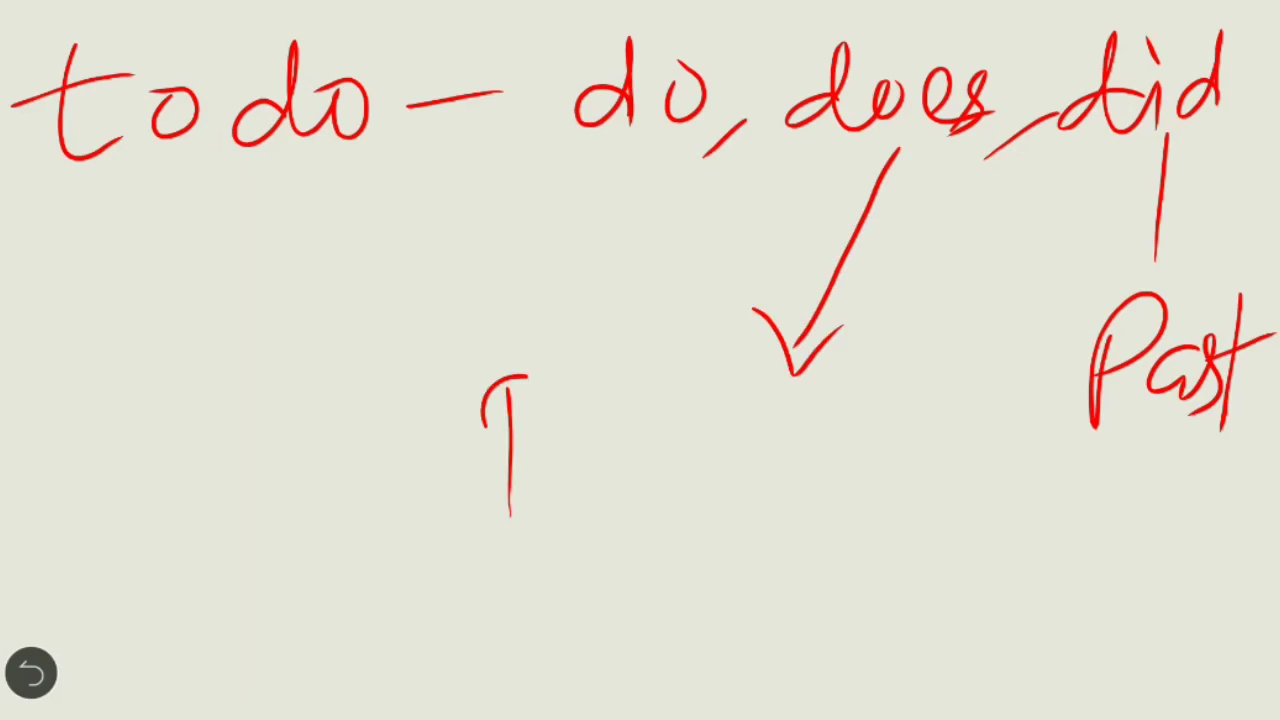 to do — do, does, did
Past